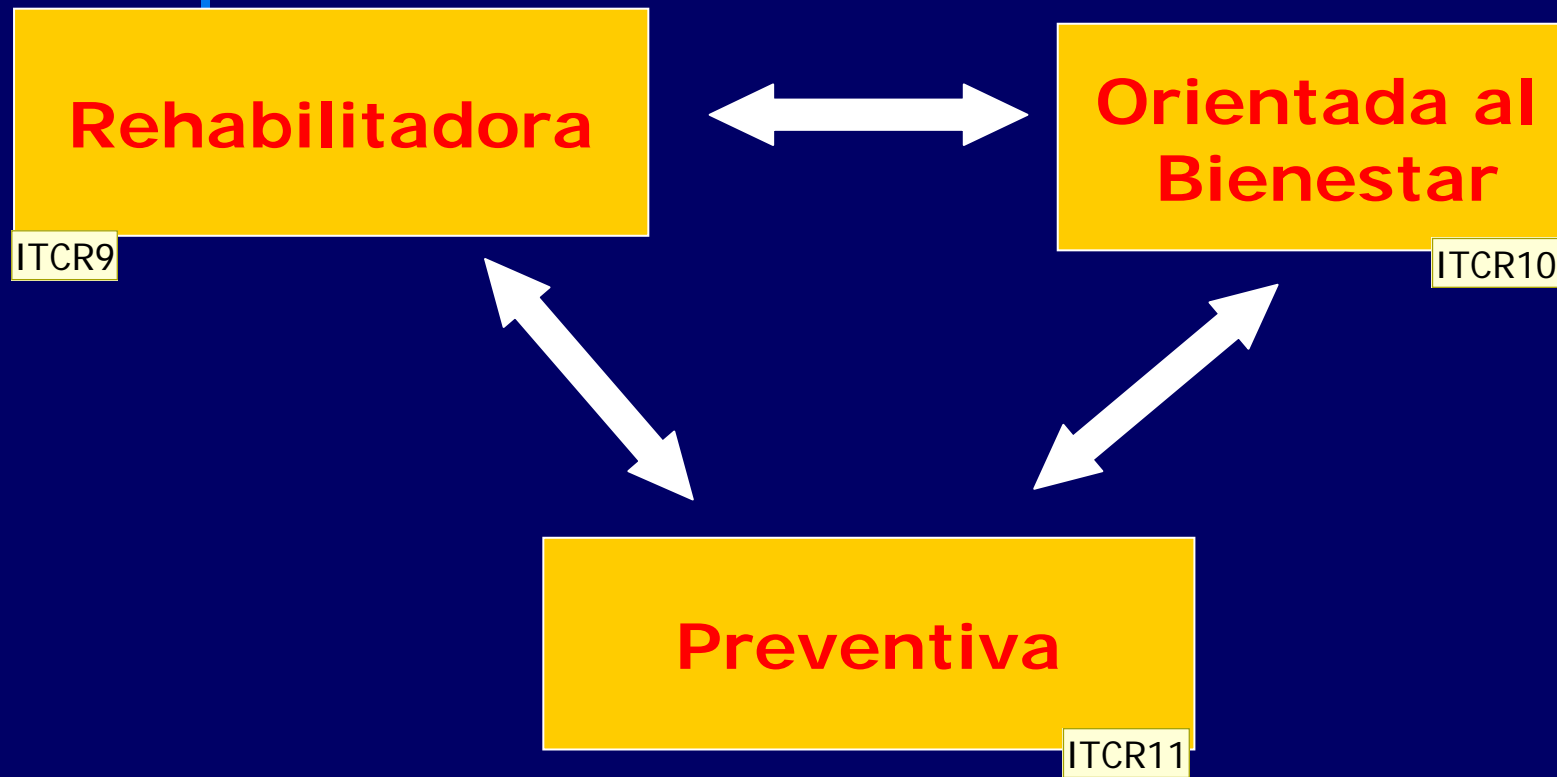 Rehabilitadora
Orientada al
Bienestar
ITCR9
ITCR10
Preventiva
ITCR11